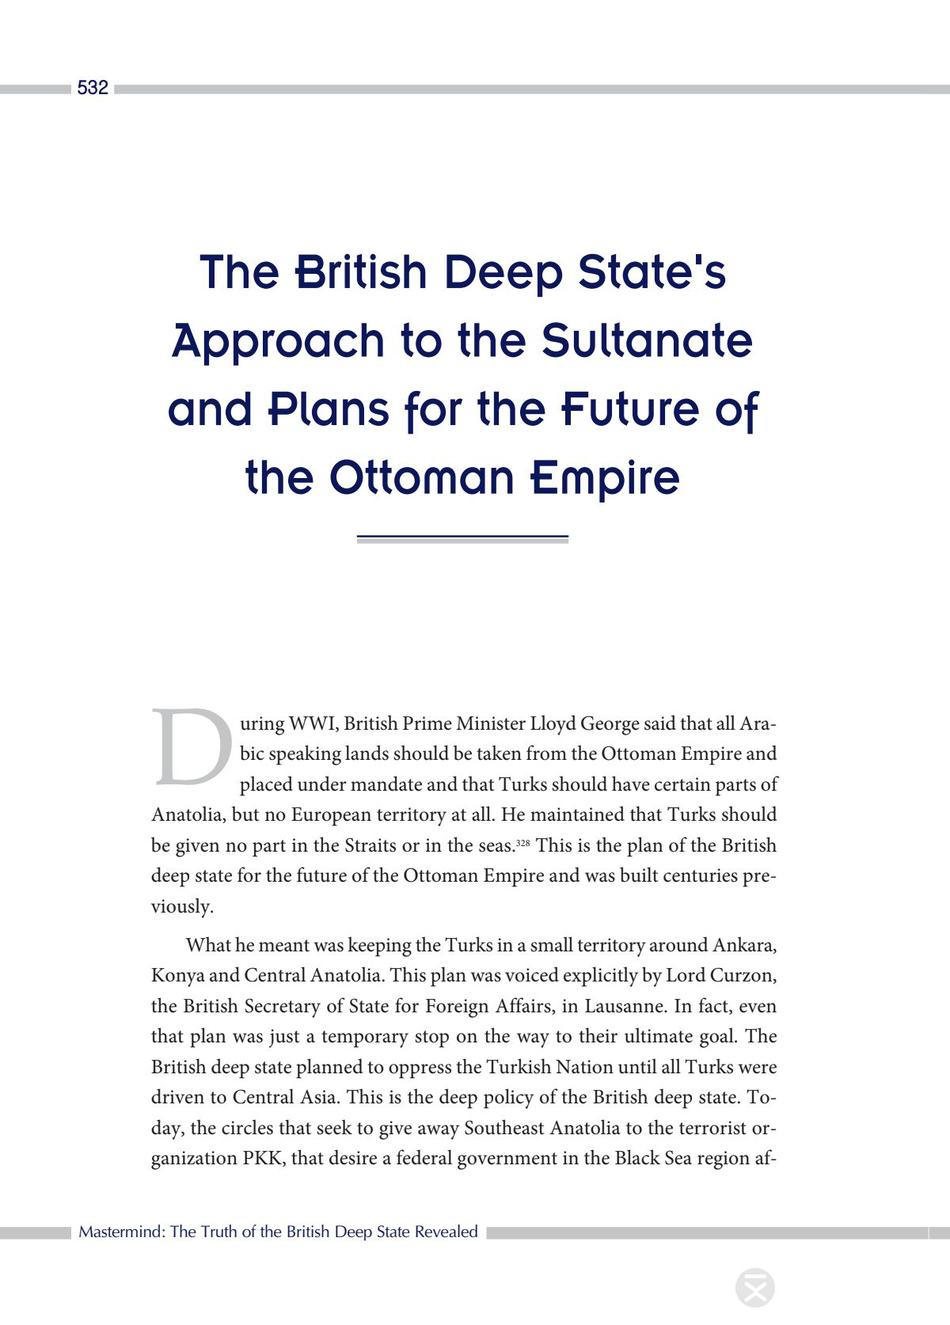 532
The British Deep State's
Approach to the Sultanate
and Plans for the Future of
the Ottoman Empire
During WWI, British Prime Minister Lloyd George said that all Ara-
bic speaking lands should be taken from the Ottoman Empire and
placed under mandate and that Turks should have certain parts of
Anatolia, but no European territory at all. He maintained that Turks should
be given no part in the Straits or in the seas.328 This is the plan of the British
deep state for the future of the Ottoman Empire and was built centuries pre-
viously.
What he meant was keeping the Turks in a small territory around Ankara,
Konya and Central Anatolia. This plan was voiced explicitly by Lord Curzon,
the British Secretary of State for Foreign Affairs, in Lausanne. In fact, even
that plan was just a temporary stop on the way to their ultimate goal. The
British deep state planned to oppress the Turkish Nation until all Turks were
driven to Central Asia. This is the deep policy of the British deep state. To-
day, the circles that seek to give away Southeast Anatolia to the terrorist or-
ganization PKK, that desire a federal government in the Black Sea region af-
Mastermind: The Truth of the British Deep State Revealed